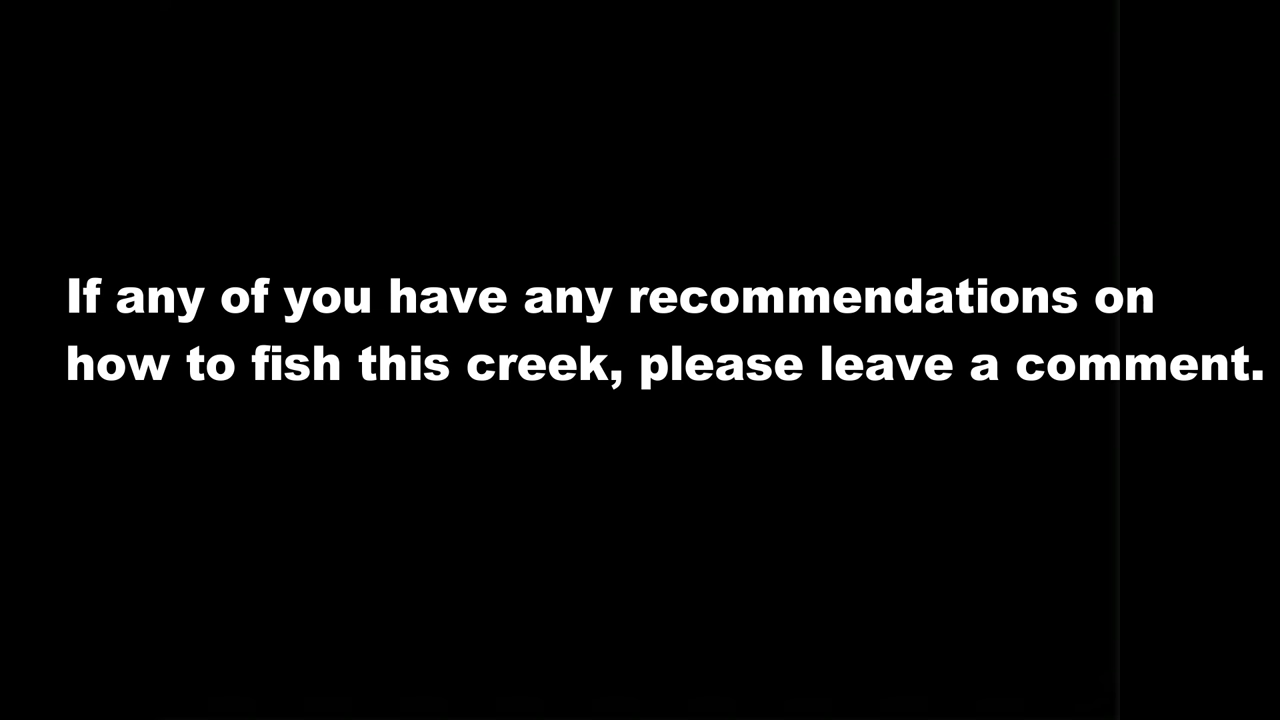 If any of you have any recommendations on
how to fish this creek, please leave a comment.